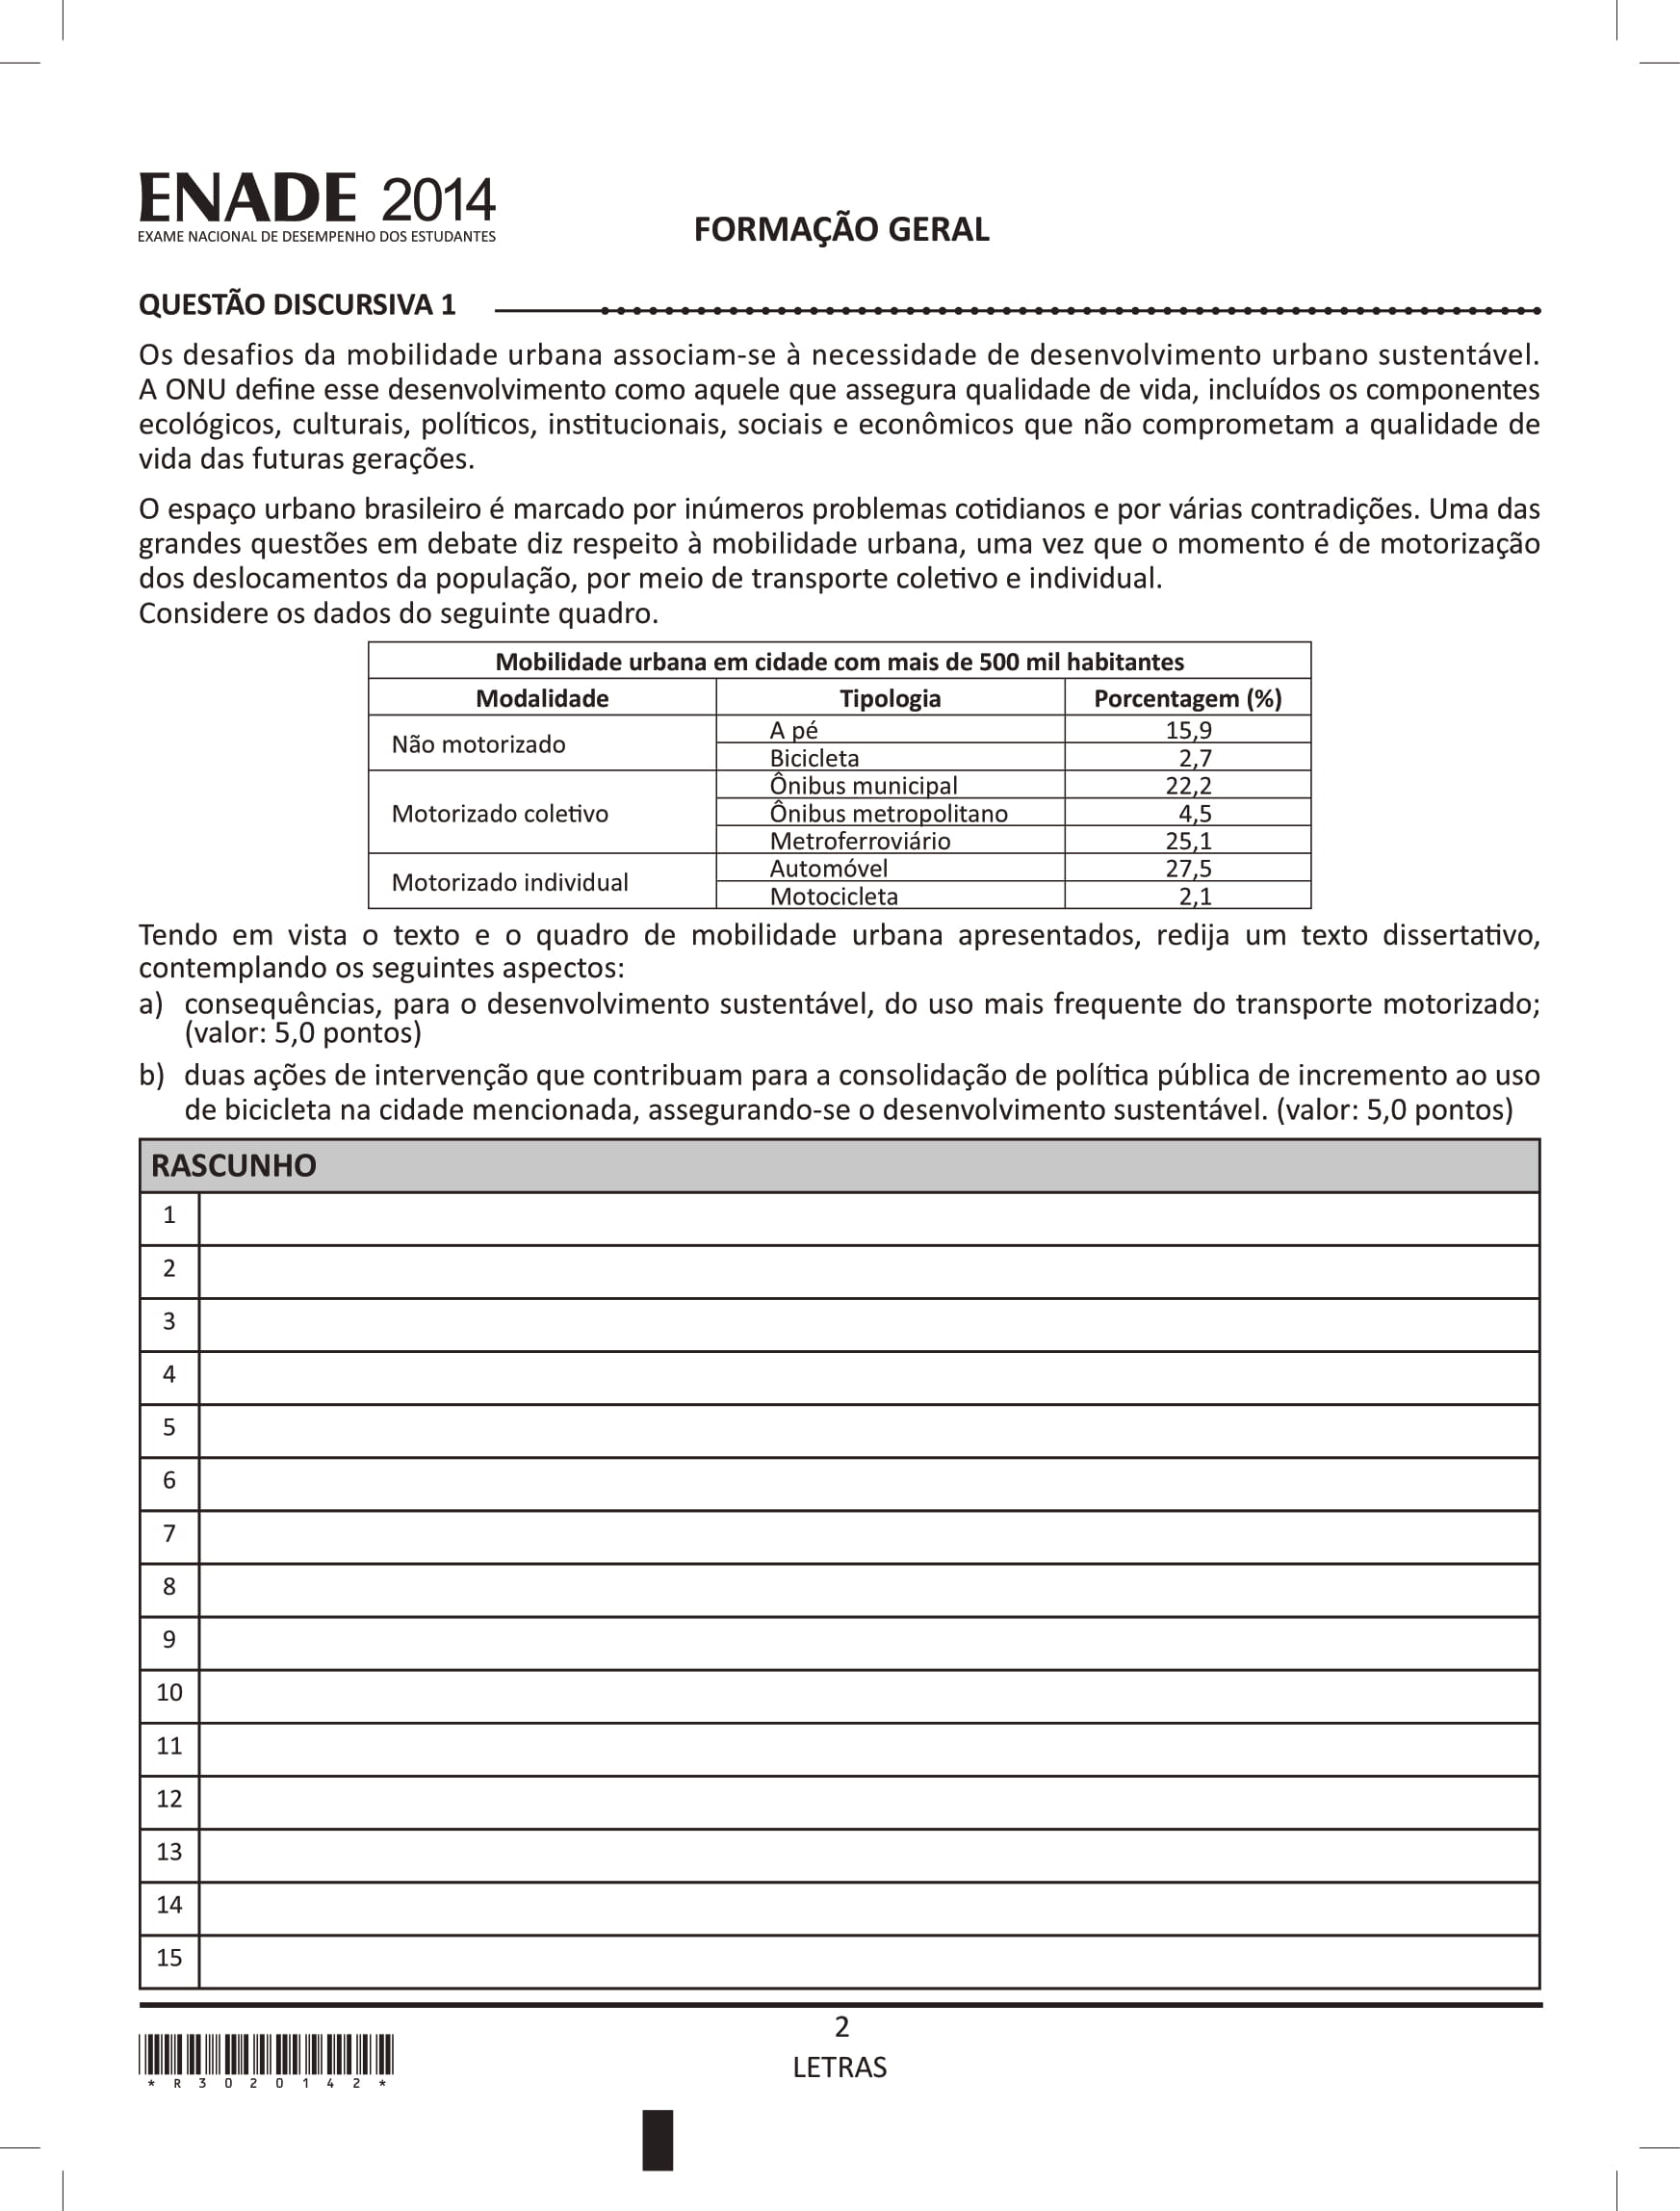 ENADE 2014
EXAME NACIONAL DE DESEMPENHO DOS ESTUDANTES
FORMAÇÃO GERAL
QUESTÃO DISCURSIVA 1
Os desafios da mobilidade urbana associam-se à necessidade de desenvolvimento urbano sustentável.
A ONU define esse desenvolvimento como aquele que assegura qualidade de vida, incluídos os componentes
ecológicos, culturais, políticos, institucionais, sociais e econômicos que não comprometam a qualidade de
vida das futuras gerações.
O espaço urbano brasileiro é marcado por inúmeros problemas cotidianos e por várias contradições. Uma das
grandes questões em debate diz respeito à mobilidade urbana, uma vez que o momento é de motorização
dos deslocamentos da população, por meio de transporte coletivo e individual.
Considere os dados do seguinte quadro.
Mobilidade urbana em cidade com mais de 500 mil habitantes
Modalidade Tipologia Porcentagem (%)
Não motorizado
A pé 15,9
Bicicleta 2,7
Motorizado coletivo
Ônibus municipal 22,2
Ônibus metropolitano 4,5
Metroferroviário 25,1
Motorizado individual
Automóvel 27,5
Motocicleta 2,1
Tendo em vista o texto e o quadro de mobilidade urbana apresentados, redija um texto dissertativo,
contemplando os seguintes aspectos:
a) consequências, para o desenvolvimento sustentável, do uso mais frequente do transporte motorizado;
(valor: 5,0 pontos)
b) duas ações de intervenção que contribuam para a consolidação de política pública de incremento ao uso
de bicicleta na cidade mencionada, assegurando-se o desenvolvimento sustentável. (valor: 5,0 pontos)
RASCUNHO
1
2
3
4
5
6
7
8
9
10
11
12
13
14
15
2
LETRAS
* R 3 0 2 0 1 4 2 *